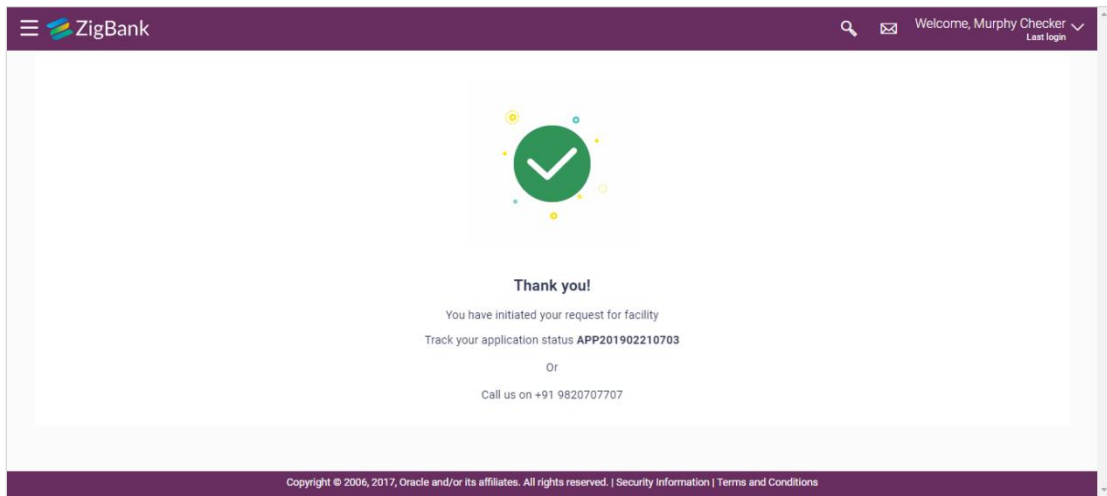 ZigBank
Welcome, Murphy Checker
Last login
Thank you!
You have initiated your request for facility
Track your application status APP201902210703
Or
Call us on +91 9820707707
Copyright © 2006, 2017, Oracle and/or its affiliates. All rights reserved. | Security Information | Terms and Conditions